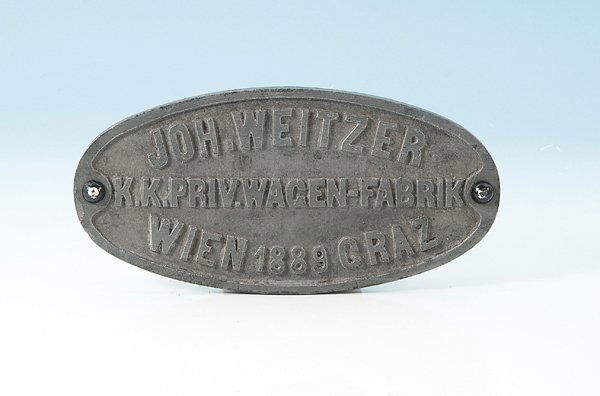 JOH. WEITZER
K.K. PRIV. WAGEN-FABRIK
WIEN 1889 GRAZ